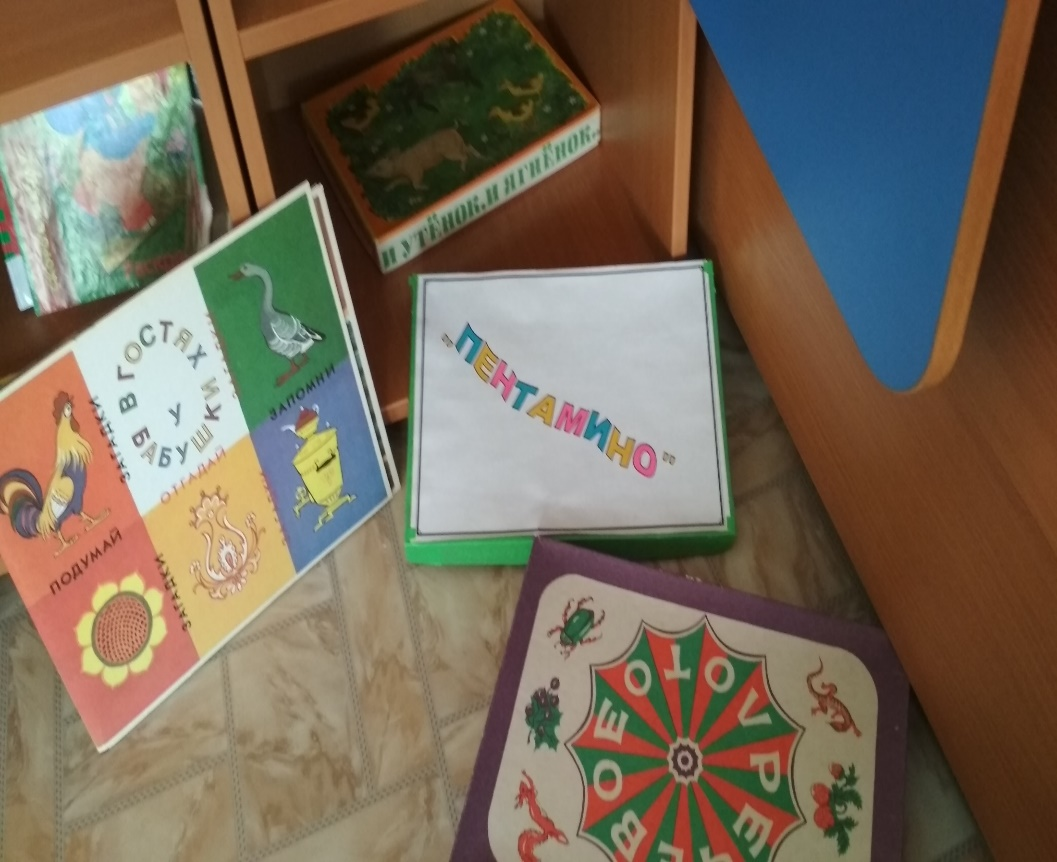 И УТЁНОК, И ЯГНЁНОК...
В ГОСТЯХ
У
БАБУШКИ
ЗАГАДКИ
ЗАПОМНИ
ОТГАДАЙ
ПОДУМАЙ
ЗАГАДКИ
"ПЕНТАМИНО"